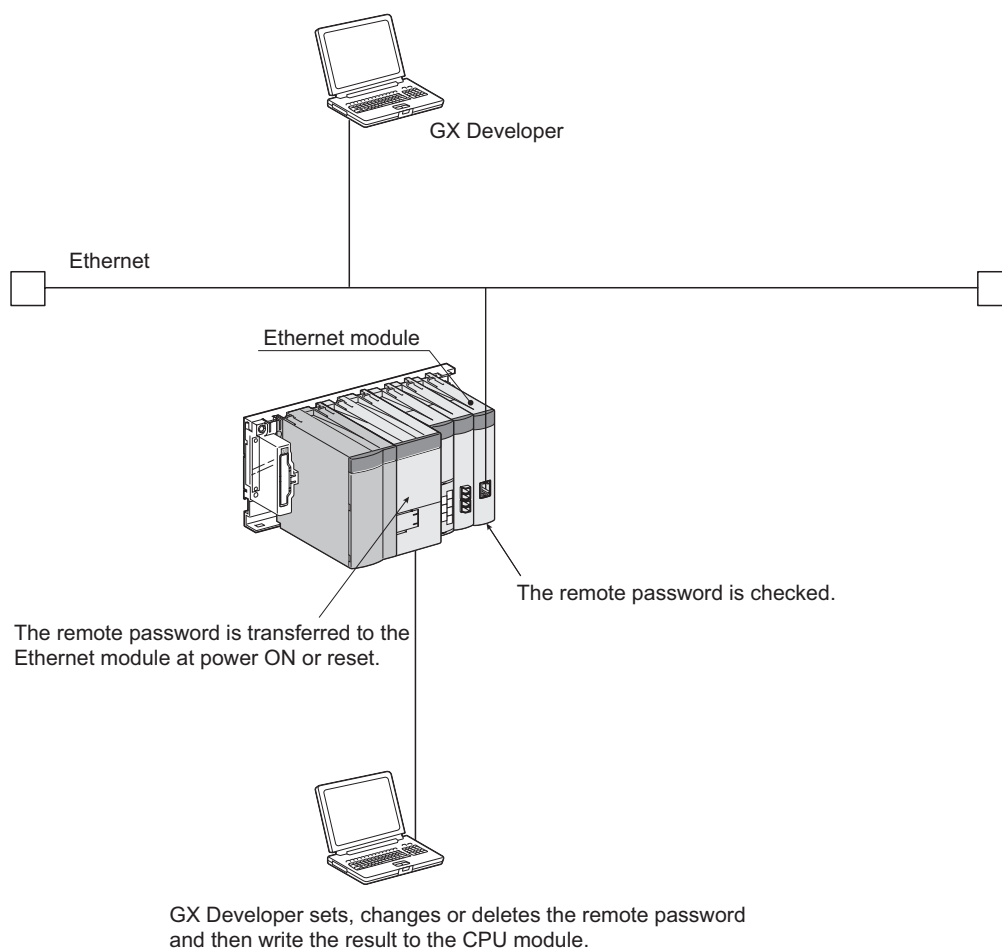 GX Developer
Ethernet
Ethernet module
The remote password is checked.
The remote password is transferred to the
Ethernet module at power ON or reset.
GX Developer sets, changes or deletes the remote password
and then write the result to the CPU module.